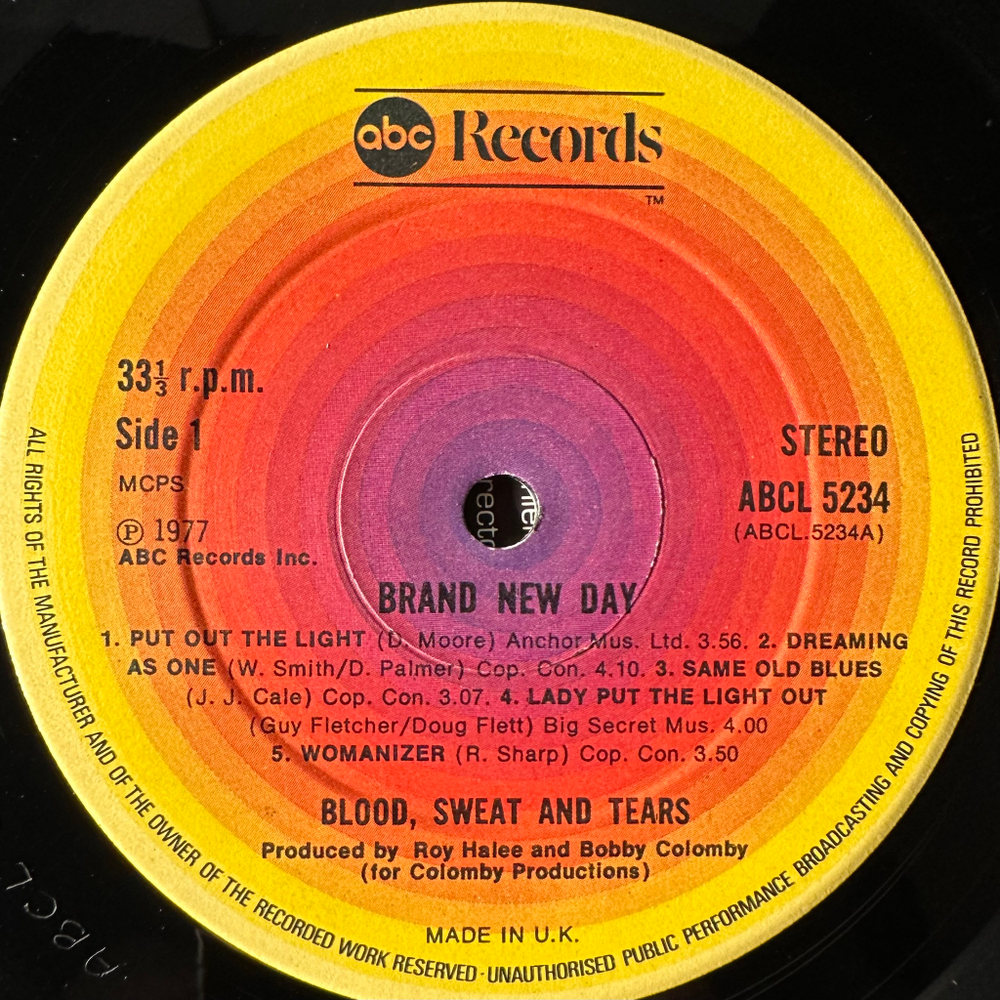 abc Records
TM
33⅓ r.p.m.
Side 1
MCPS
Ⓟ 1977
ABC Records Inc.
STEREO
ABCL 5234
(ABCL.5234A)
BRAND NEW DAY
1. PUT OUT THE LIGHT (D. Moore) Anchor Mus. Ltd. 3.56. 2. DREAMING
AS ONE (W. Smith/D. Palmer) Cop. Con. 4.10. 3. SAME OLD BLUES
(J. J. Cale) Cop. Con. 3.07. 4. LADY PUT THE LIGHT OUT
(Guy Fletcher/Doug Flett) Big Secret Mus. 4.00
5. WOMANIZER (R. Sharp) Cop. Con. 3.50
BLOOD, SWEAT AND TEARS
Produced by Roy Halee and Bobby Colomby
(for Colomby Productions)
MADE IN U.K.
ALL RIGHTS OF THE MANUFACTURER AND OF THE OWNER OF THE RECORDED WORK RESERVED · UNAUTHORISED PUBLIC PERFORMANCE BROADCASTING AND COPYING OF THIS RECORD PROHIBITED
ABCL